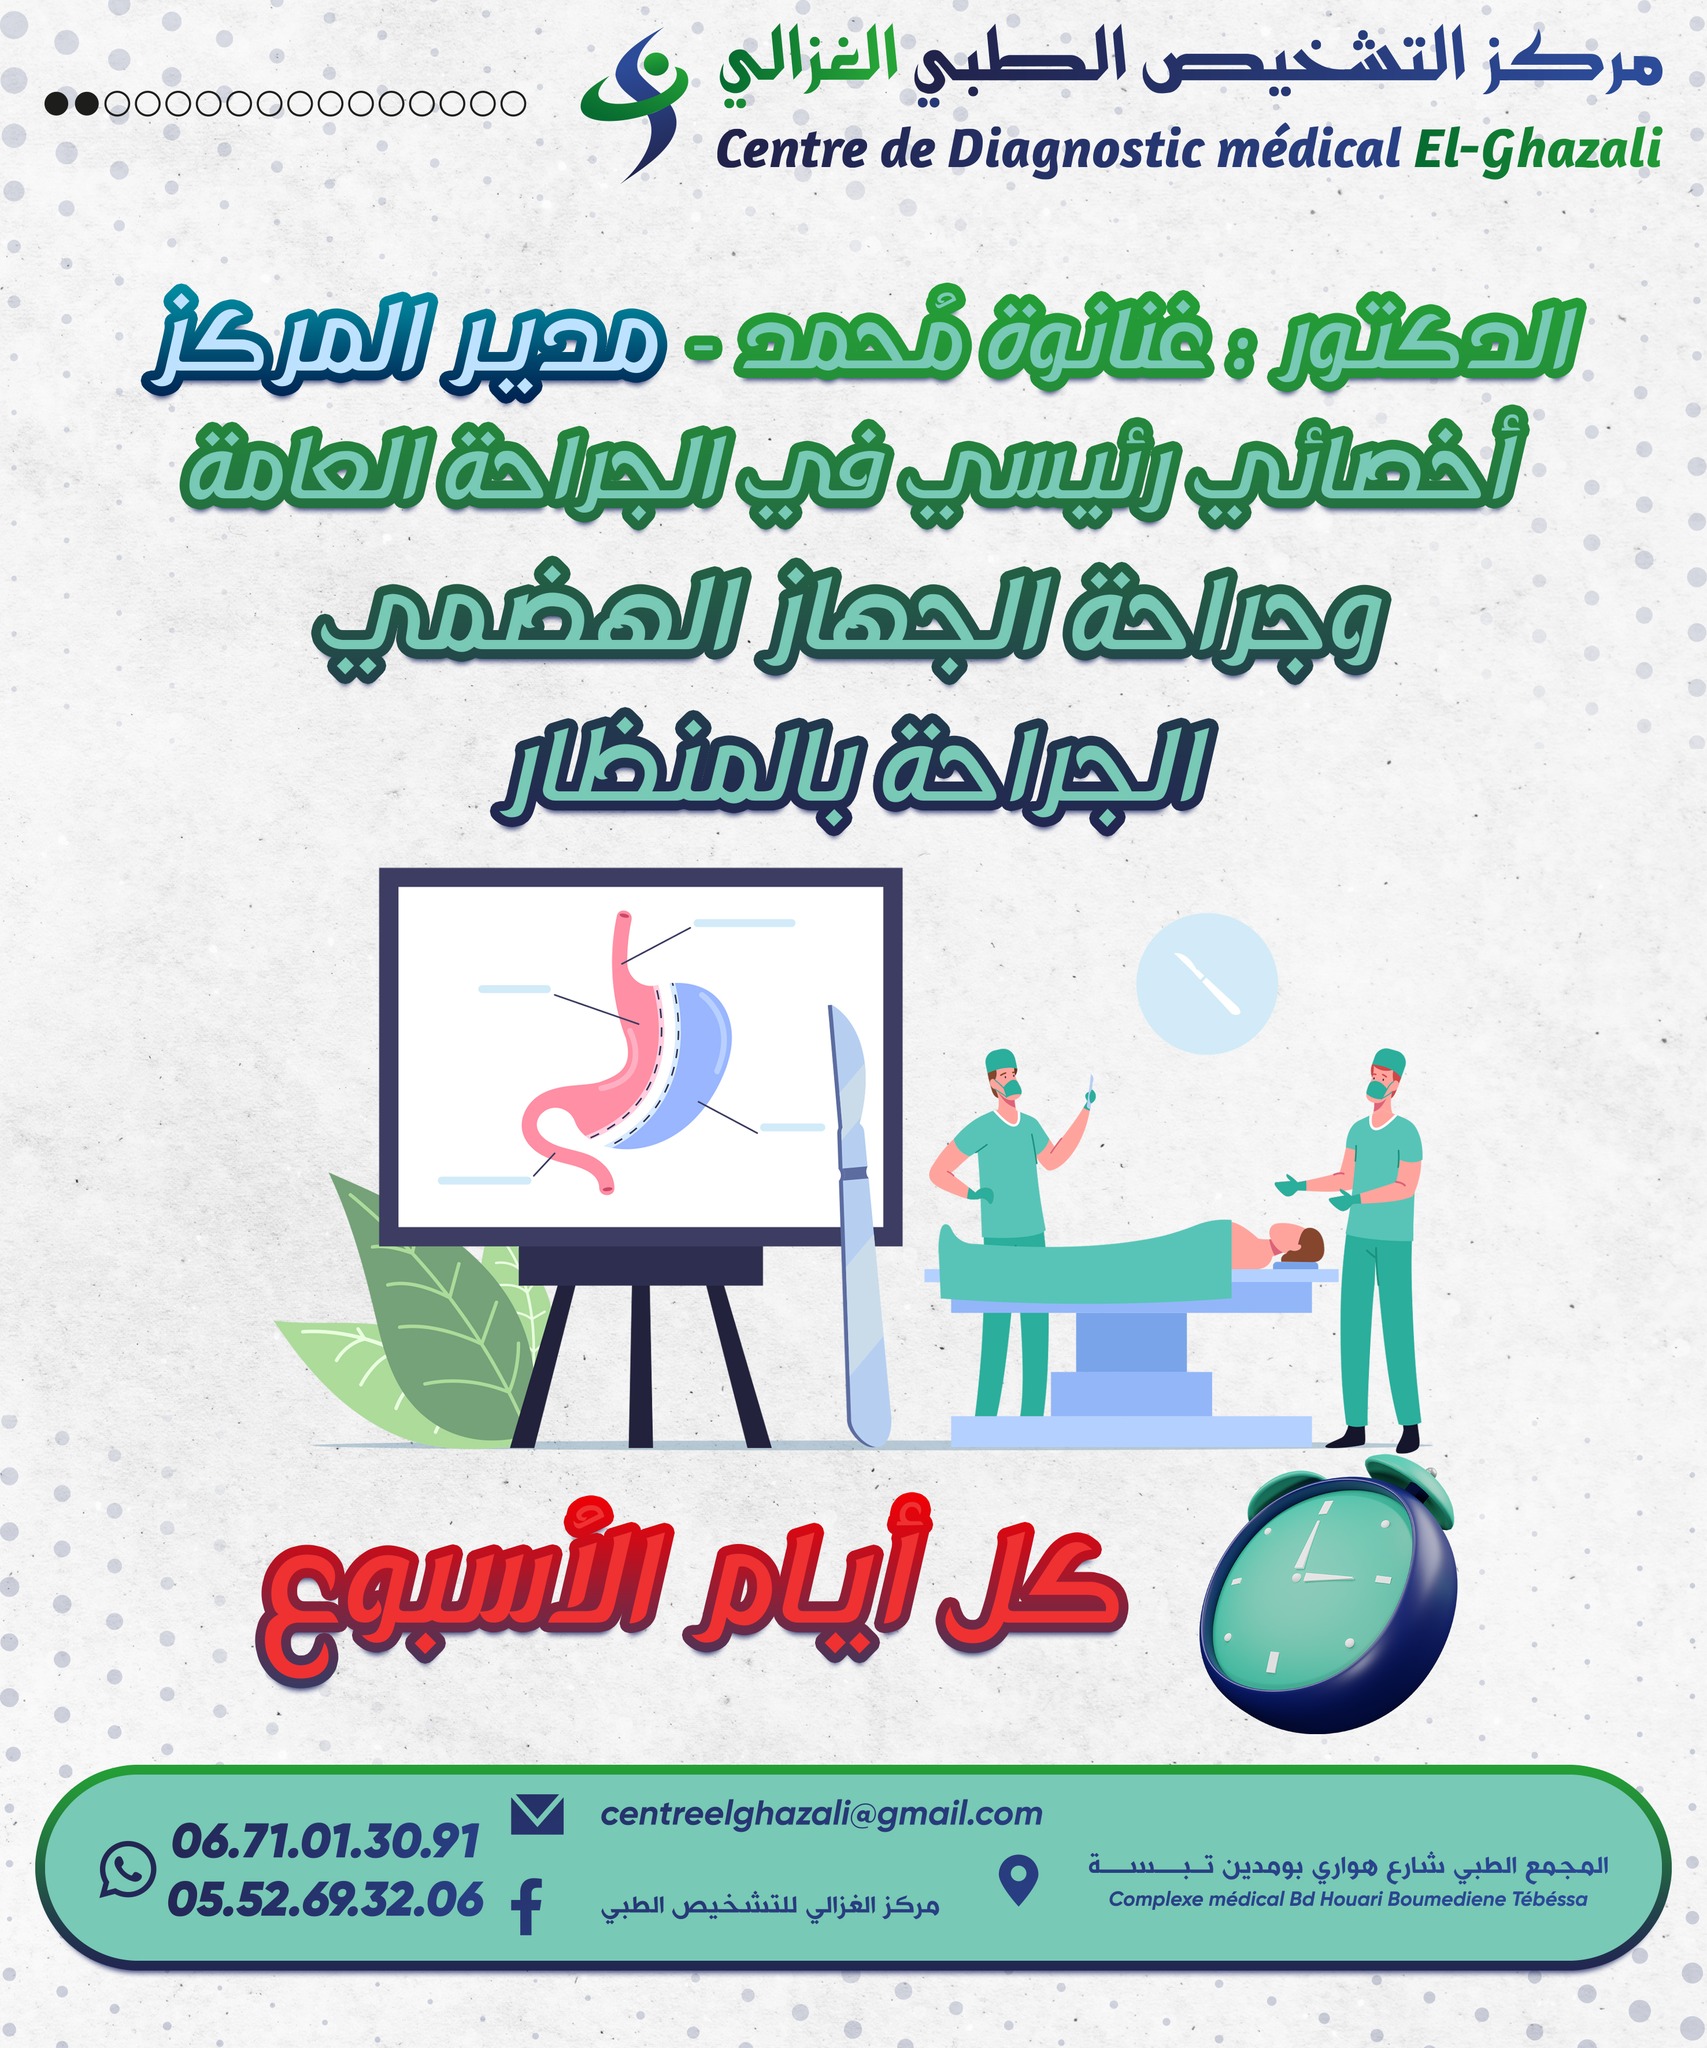 مركز التشخيص الطبي الغزالي
Centre de Diagnostic médical El-Ghazali
الدكتور : غنانوة مُحمد - مدير المركز
أخصائي رئيسي في الجراحة العامة
وجراحة الجهاز الهضمي
الجراحة بالمنظار
كل أيام الأسبوع
06.71.01.30.91
05.52.69.32.06
centreelghazali@gmail.com
مركز الغزالي للتشخيص الطبي
المجمع الطبي شارع هواري بومدين تـبـســـة
Complexe médical Bd Houari Boumediene Tébéssa